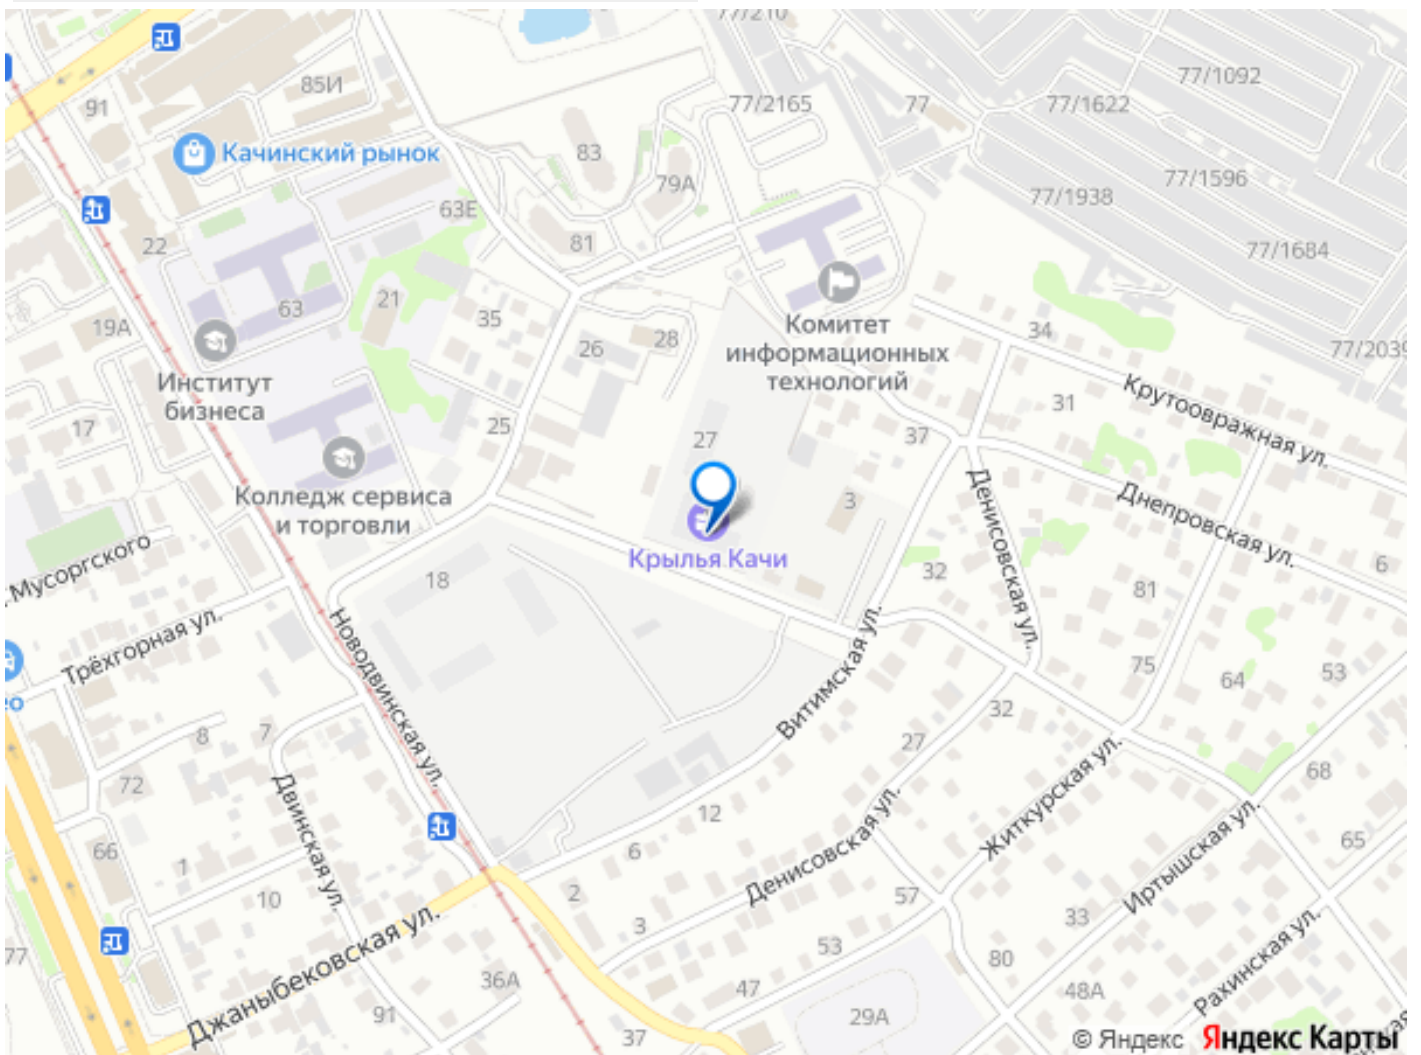 77/210
77/1092
85И
91
77/2165
77
77/1622
Качинский рынок
83
79А
77/1596
77/1938
63Е
22
81
77/1684
63
21
35
19А
28
26
34
77/2039
Комитет
информационных
технологий
Институт
бизнеса
Крутоовражная ул.
31
17
25
27
37
Колледж сервиса
и торговли
3
Денисовская ул.
Днепровская ул.
Мусоргского
Крылья Качи
18
32
6
81
Трёхгорная ул.
Новодвинская ул.
Витимская ул.
75
64
53
ео
8
7
32
27
72
Двинская ул.
12
Житкурская ул.
68
66
6
Денисовская ул.
Иртышская ул.
65
1
10
2
57
33
3
53
Рахинская ул.
77
Джаныбековская ул.
36А
80
47
48А
91
29А
37
© Яндекс Яндекс Карты